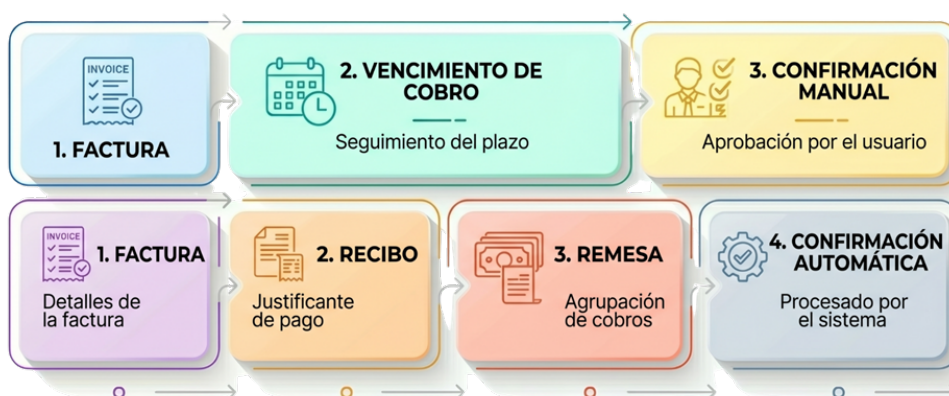 INVOICE
1. FACTURA
2. VENCIMIENTO DE
COBRO
Seguimiento del plazo
3. CONFIRMACIÓN
MANUAL
Aprobación por el usuario
INVOICE
1. FACTURA
Detalles de
la factura
2. RECIBO
Justificante
de pago
3. REMESA
Agrupación
de cobros
4. CONFIRMACIÓN
AUTOMÁTICA
Procesado por
el sistema